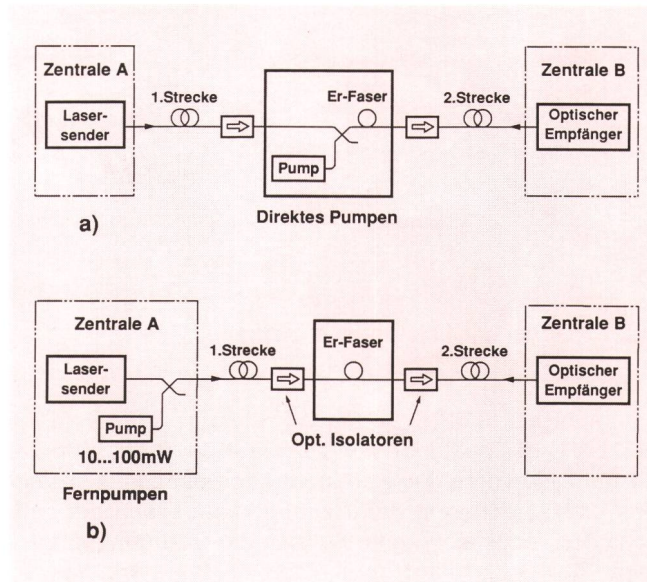 Zentrale A
Laser-
sender
1.Strecke
Er-Faser
Pump
Direktes Pumpen
2.Strecke
Zentrale B
Optischer
Empfänger
a)
Zentrale A
Laser-
sender
Pump
10...100mW
Fernpumpen
1.Strecke
Er-Faser
Opt. Isolatoren
2.Strecke
Zentrale B
Optischer
Empfänger
b)